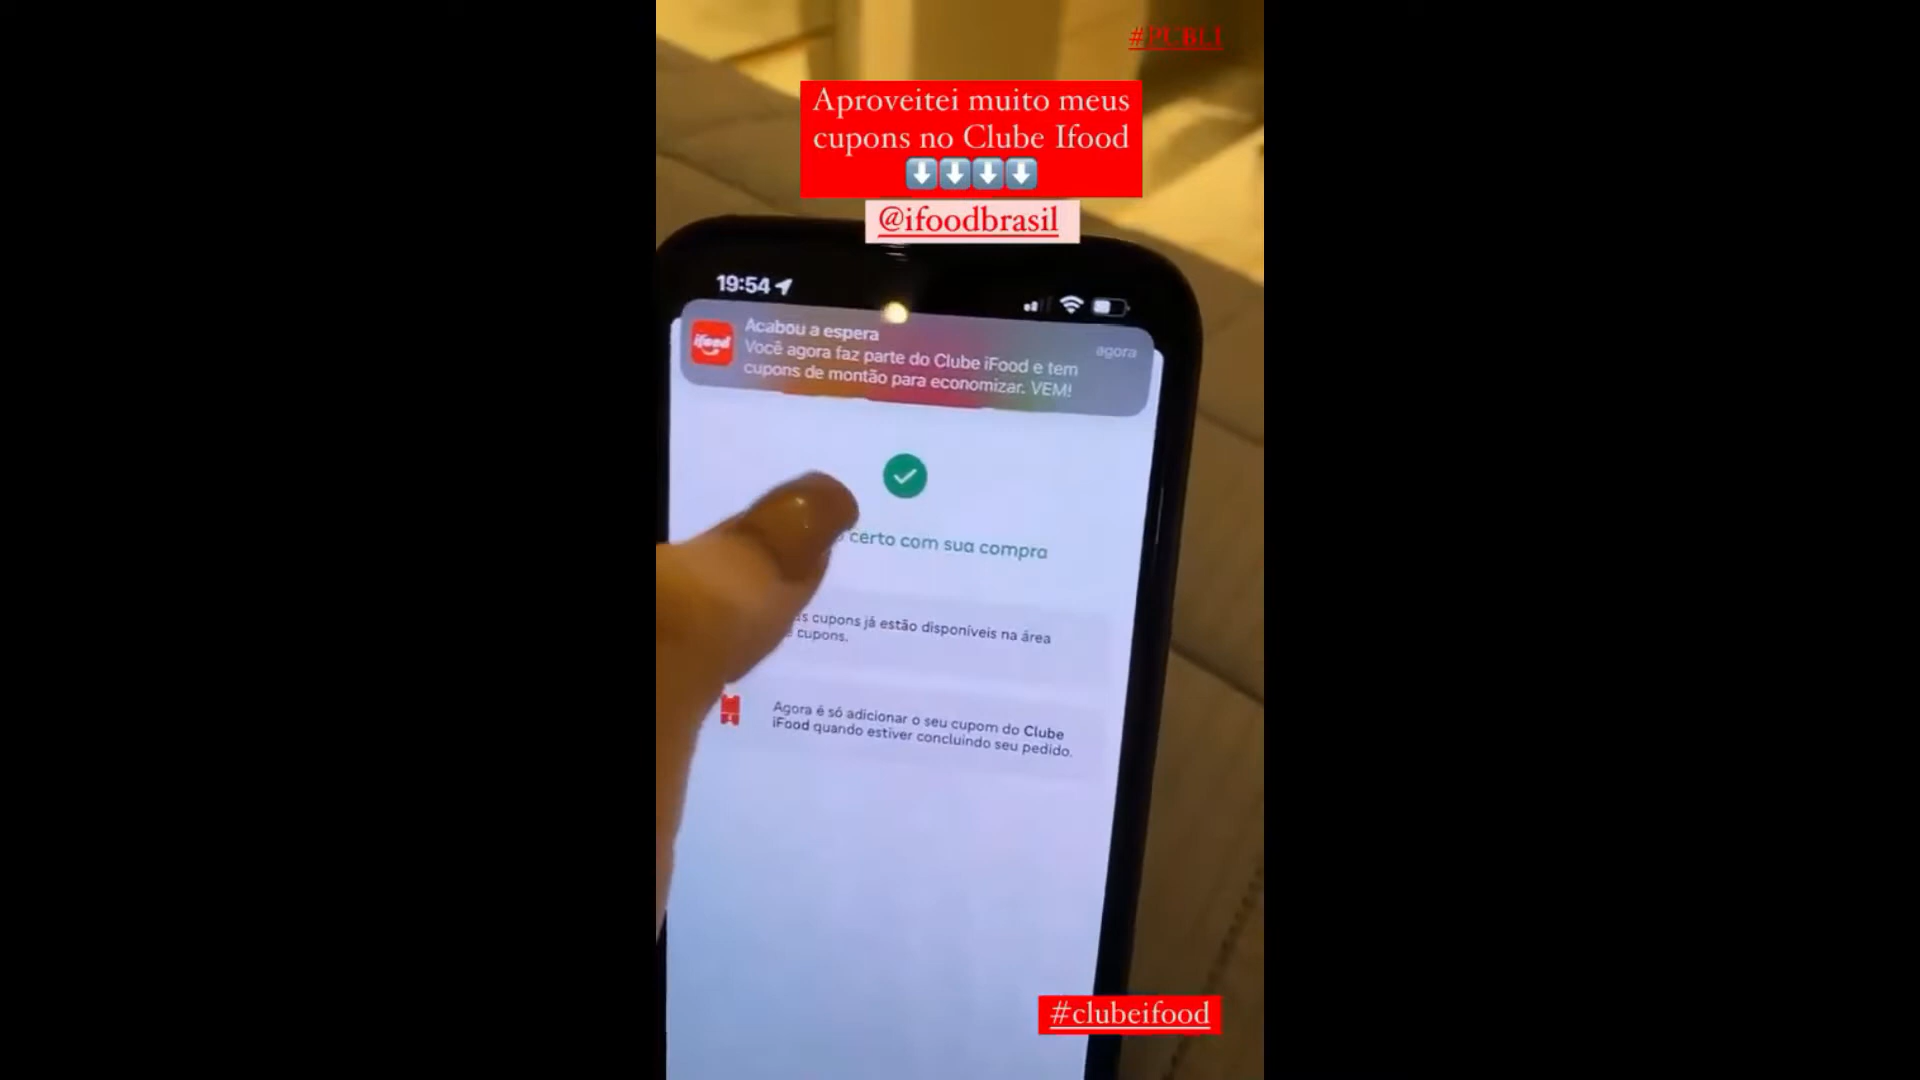 #PUBLI
Aproveitei muito meus
cupons no Clube Ifood
⬇️⬇️⬇️⬇️
@ifoodbrasil
19:54
ifood
Acabou a espera
agora
Você agora faz parte do Clube iFood e tem
cupons de montão para economizar. VEM!
certo com sua compra
cupons já estão disponíveis na área
cupons.
Agora é só adicionar o seu cupom do Clube
iFood quando estiver concluindo seu pedido.
#clubeifood